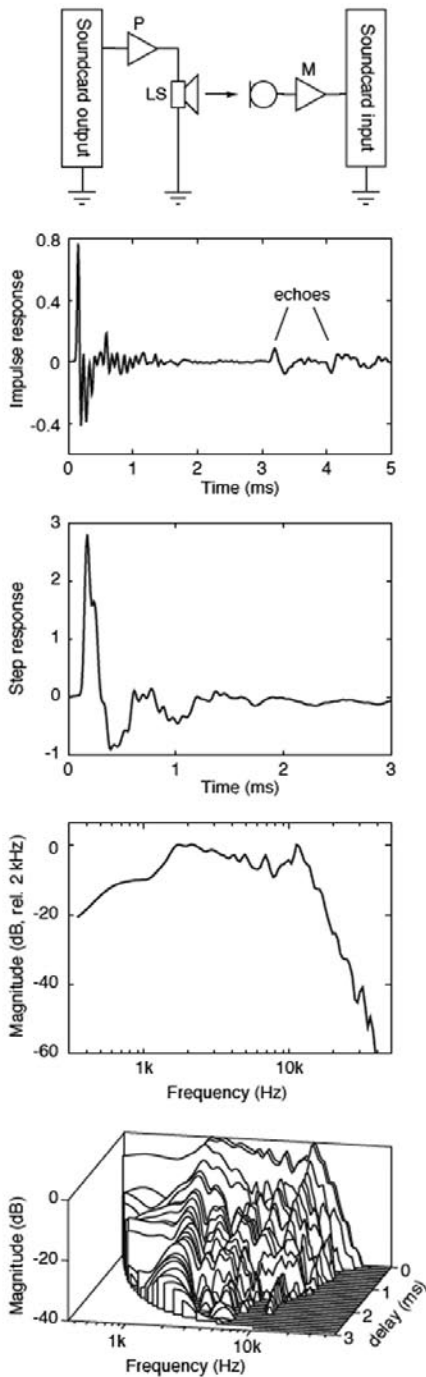 Soundcard output
P
LS
M
Soundcard input
Impulse response
0.8
0.4
0
-0.4
echoes
0 1 2 3 4 5
Time (ms)
Step response
3
2
1
0
-1
0 1 2 3
Time (ms)
Magnitude (dB, rel. 2 kHz)
0
-20
-40
-60
1k 10k
Frequency (Hz)
Magnitude (dB)
0
-20
-40
1k 10k
Frequency (Hz)
0
1
2
3
delay (ms)